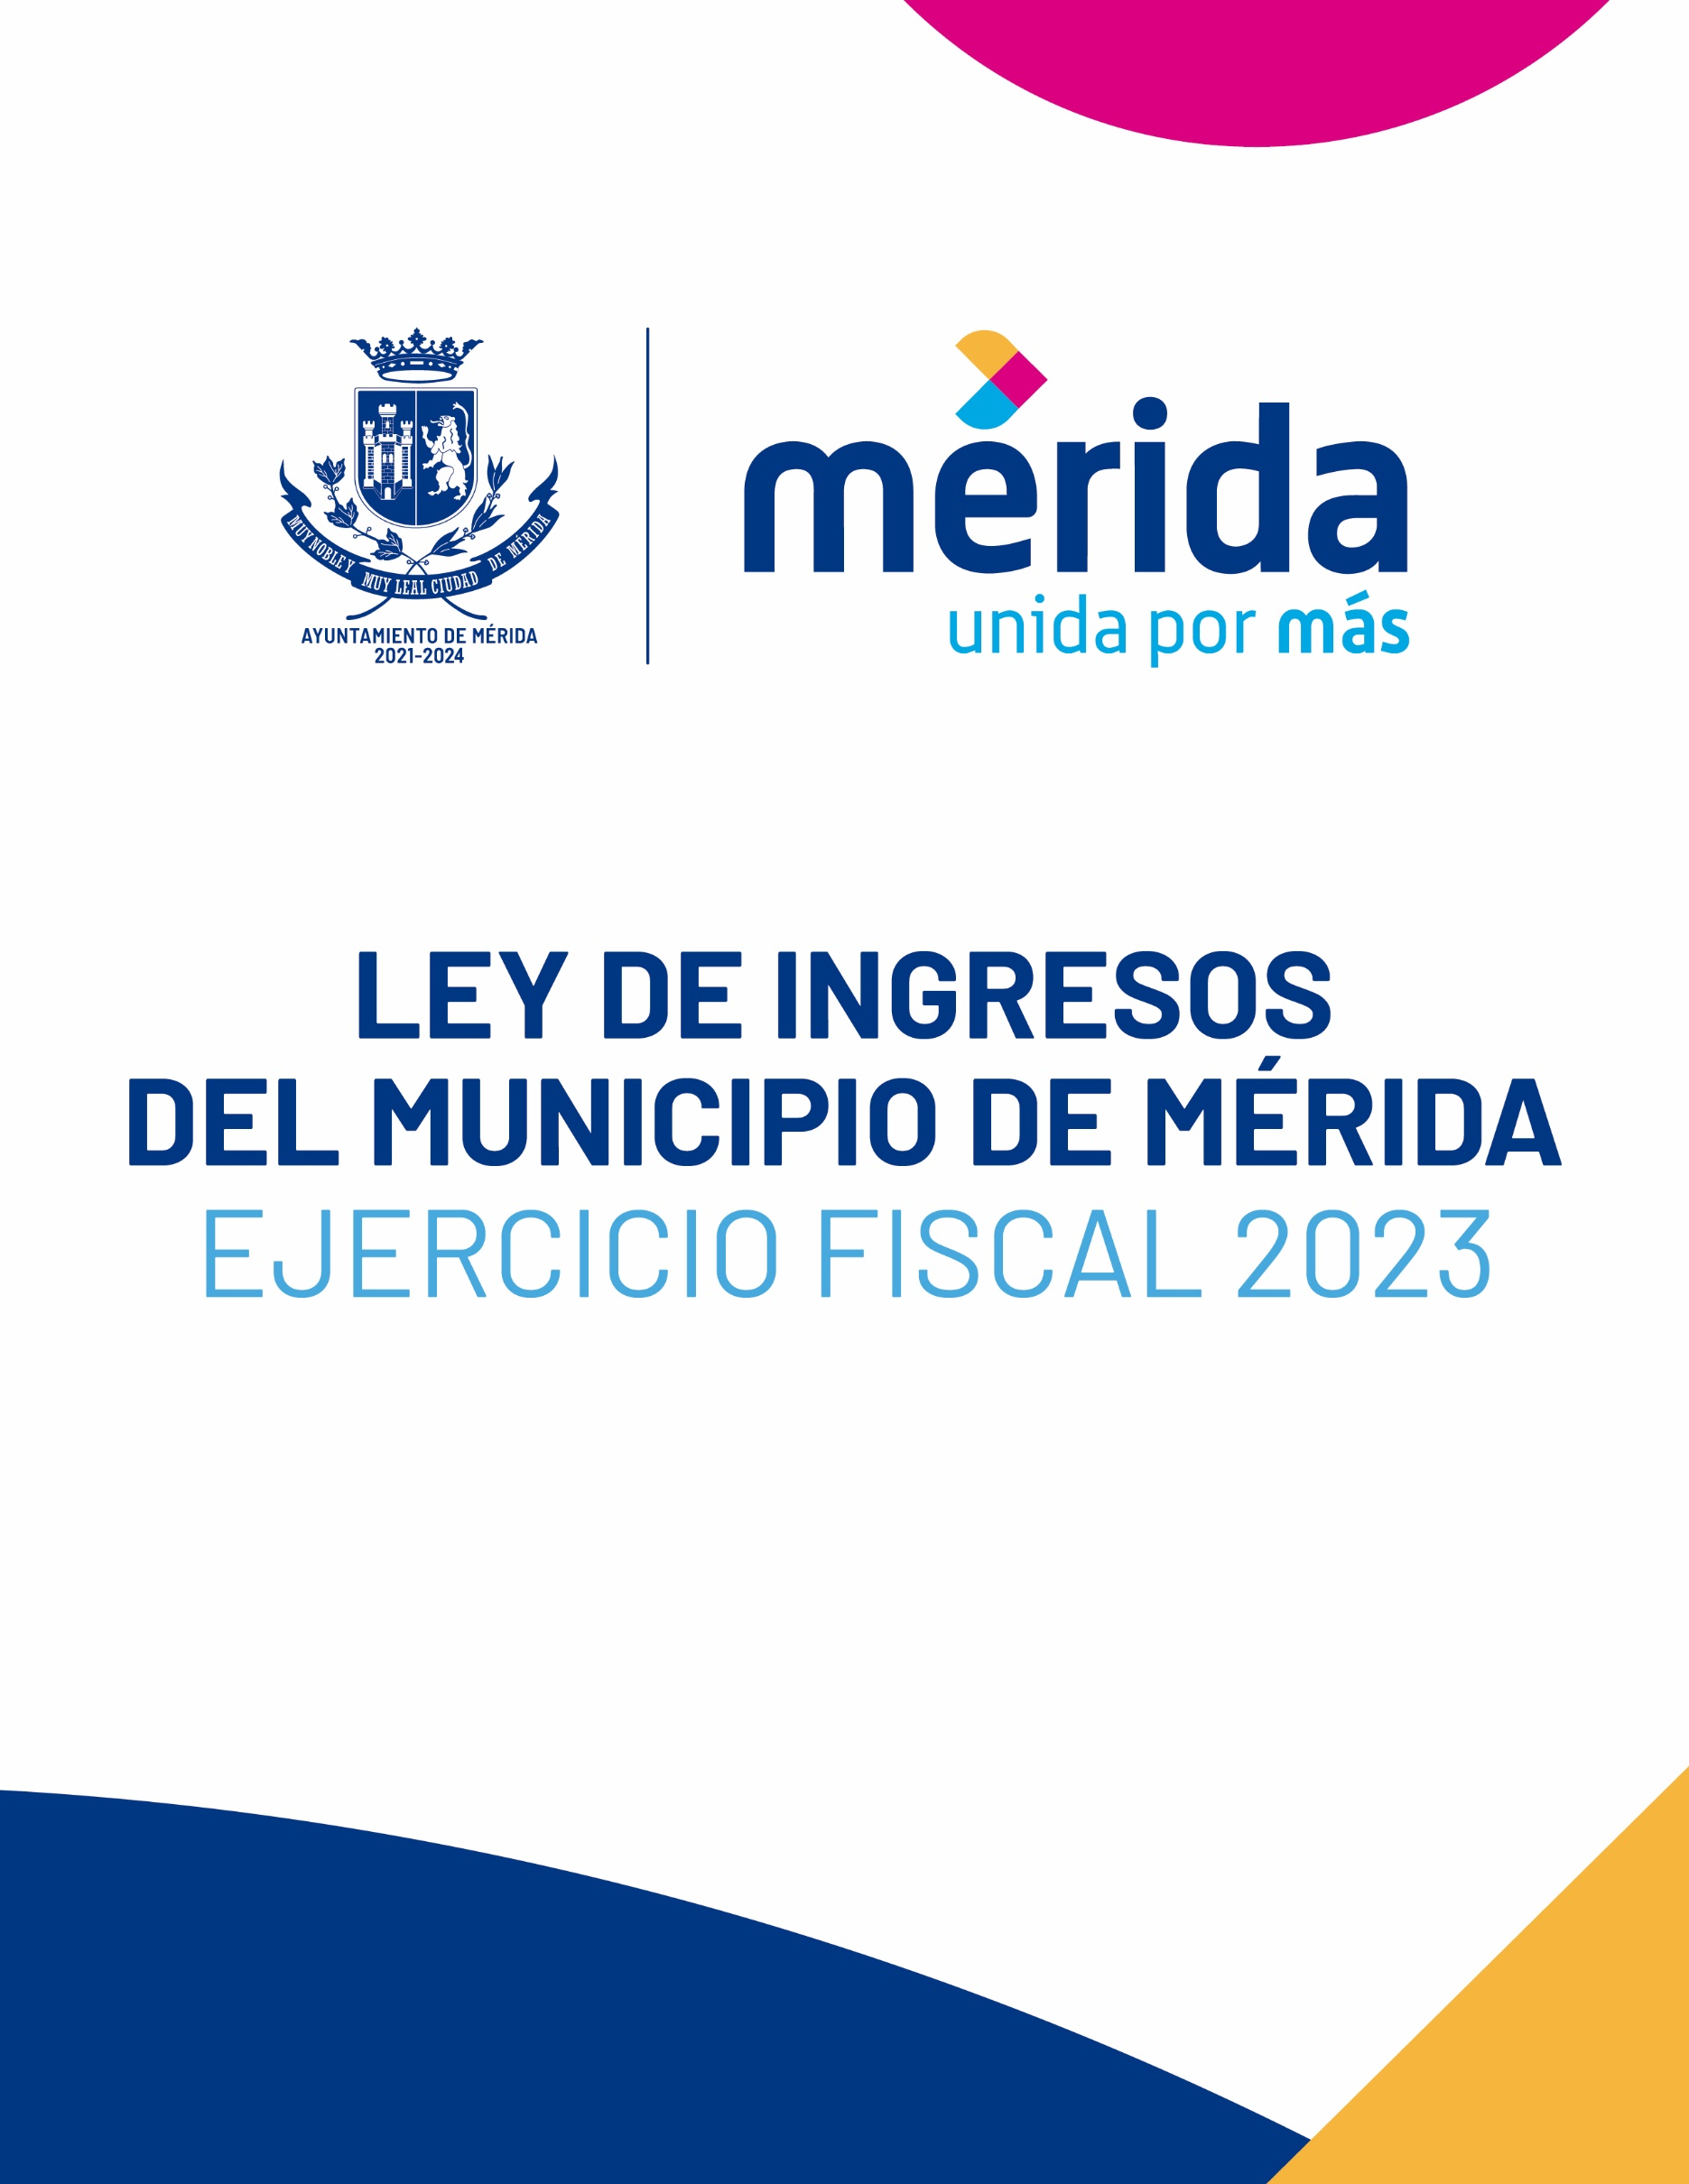 MUY NOBLE Y MUY LEAL CIUDAD DE MÉRIDA
AYUNTAMIENTO DE MÉRIDA
2021-2024
mérida
unida por más
LEY DE INGRESOS
DEL MUNICIPIO DE MÉRIDA
EJERCICIO FISCAL 2023